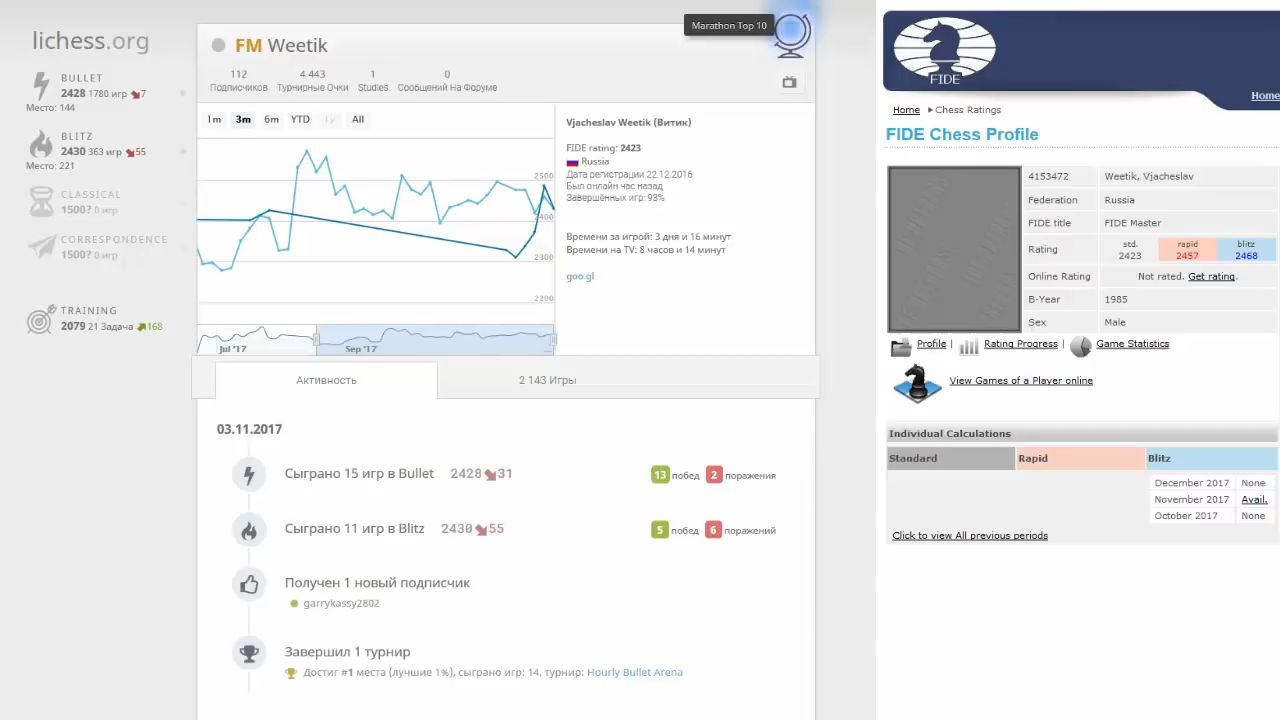 lichess.org
BULLET
2428 1780 игр 7
Место: 144
BLITZ
2430 363 игр 55
Место: 221
CLASSICAL
1500? 0 игр
CORRESPONDENCE
1500? 0 игр
TRAINING
2079 21 Задача 168
Marathon Top 10
FM Weetik
112 4 443 1 0
Подписчиков Турнирные Очки Studies Сообщений На Форуме
1m 3m 6m YTD 1y All
2500
2400
2300
2200
Jul '17 Sep '17
Vjacheslav Weetik (Витик)
FIDE rating: 2423
Russia
Дата регистрации 22.12.2016
Был онлайн час назад
Завершённых игр: 93%
Времени за игрой: 3 дня и 16 минут
Времени на TV: 8 часов и 14 минут
goo.gl
Активность 2 143 Игры
03.11.2017
Сыграно 15 игр в Bullet 2428 31 13 побед 2 поражения
Сыграно 11 игр в Blitz 2430 55 5 побед 6 поражений
Получен 1 новый подписчик
garrykassy2802
Завершил 1 турнир
Достиг #1 места (лучшие 1%), сыграно игр: 14, турнир: Hourly Bullet Arena
FIDE
Home
Home Chess Ratings
FIDE Chess Profile
4153472 Weetik, Vjacheslav
Federation Russia
FIDE title FIDE Master
Rating std. 2423 rapid 2457 blitz 2468
Online Rating Not rated. Get rating.
B-Year 1985
Sex Male
Profile | Rating Progress | Game Statistics
View Games of a Player online
Individual Calculations
Standard Rapid Blitz
December 2017 None
November 2017 Avail.
October 2017 None
Click to view All previous periods